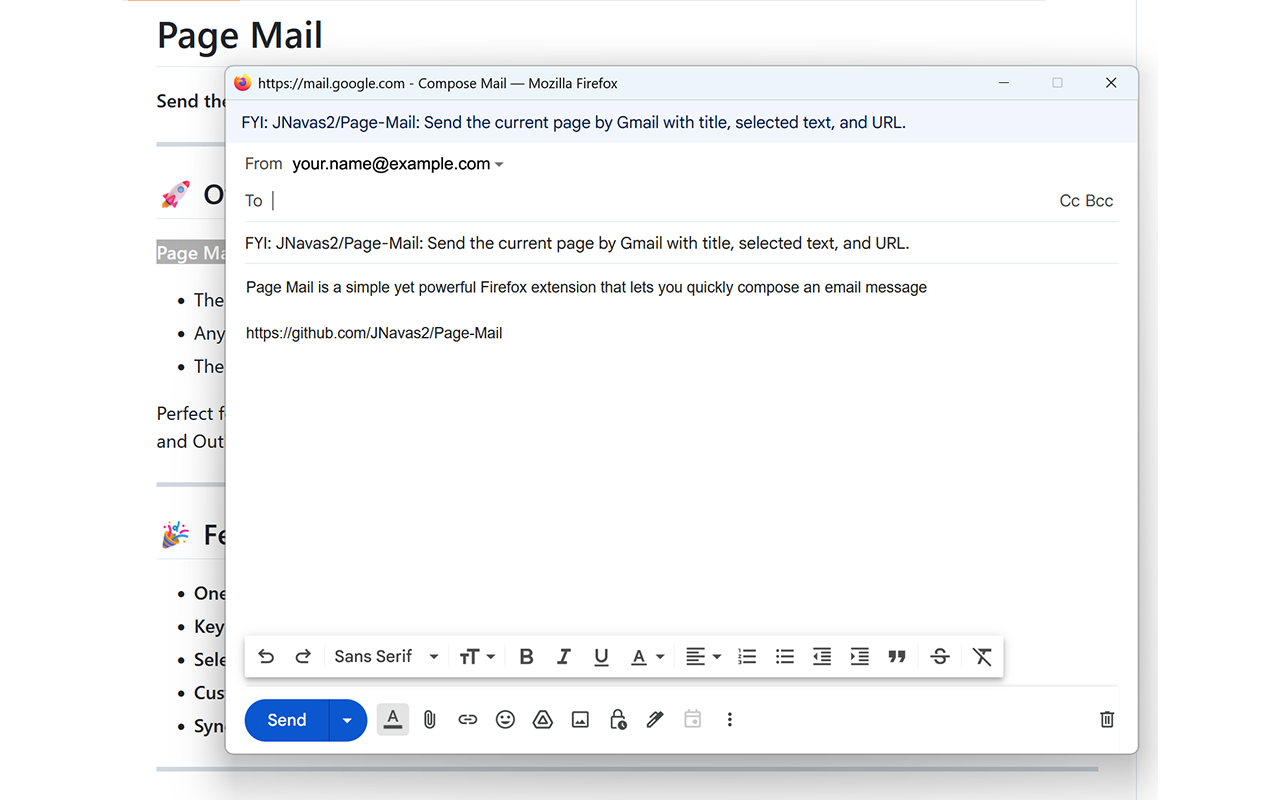 Page Mail
https://mail.google.com - Compose Mail — Mozilla Firefox
Send the
FYI: JNavas2/Page-Mail: Send the current page by Gmail with title, selected text, and URL.
From your.name@example.com
To
Cc Bcc
FYI: JNavas2/Page-Mail: Send the current page by Gmail with title, selected text, and URL.
Page Ma
Page Mail is a simple yet powerful Firefox extension that lets you quickly compose an email message
The
https://github.com/JNavas2/Page-Mail
Any
The
Perfect f
and Out
Fe
One
Key
Sele
Cus
Syn
Sans Serif
Send